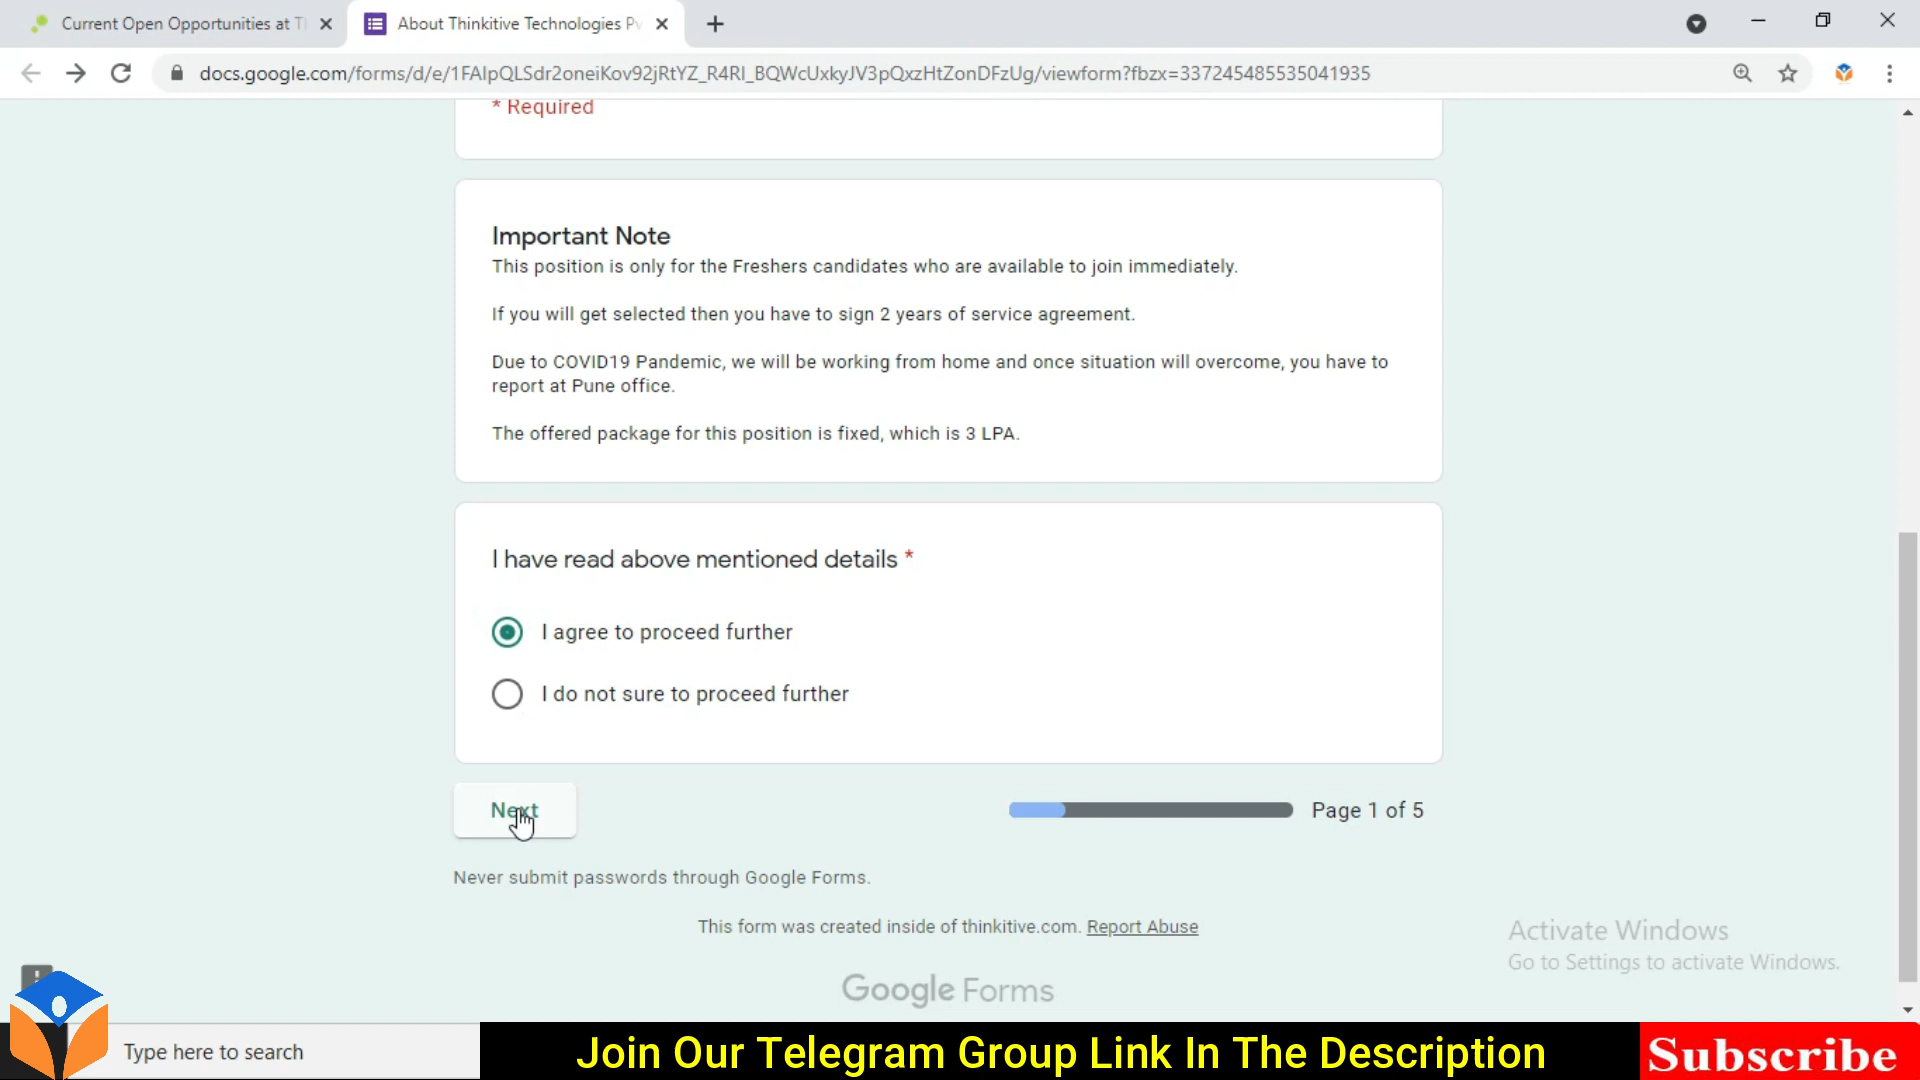 Current Open Opportunities at T
About Thinkitive Technologies Pv
docs.google.com/forms/d/e/1FAIpQLSdr2oneiKov92jRtYZ_R4RI_BQWcUxkyJV3pQxzHtZonDFzUg/viewform?fbzx=337245485535041935
* Required
Important Note
This position is only for the Freshers candidates who are available to join immediately.
If you will get selected then you have to sign 2 years of service agreement.
Due to COVID19 Pandemic, we will be working from home and once situation will overcome, you have to
report at Pune office.
The offered package for this position is fixed, which is 3 LPA.
I have read above mentioned details *
I agree to proceed further
I do not sure to proceed further
Next
Page 1 of 5
Never submit passwords through Google Forms.
This form was created inside of thinkitive.com. Report Abuse
Activate Windows
Go to Settings to activate Windows.
Google Forms
Type here to search
Join Our Telegram Group Link In The Description
Subscribe